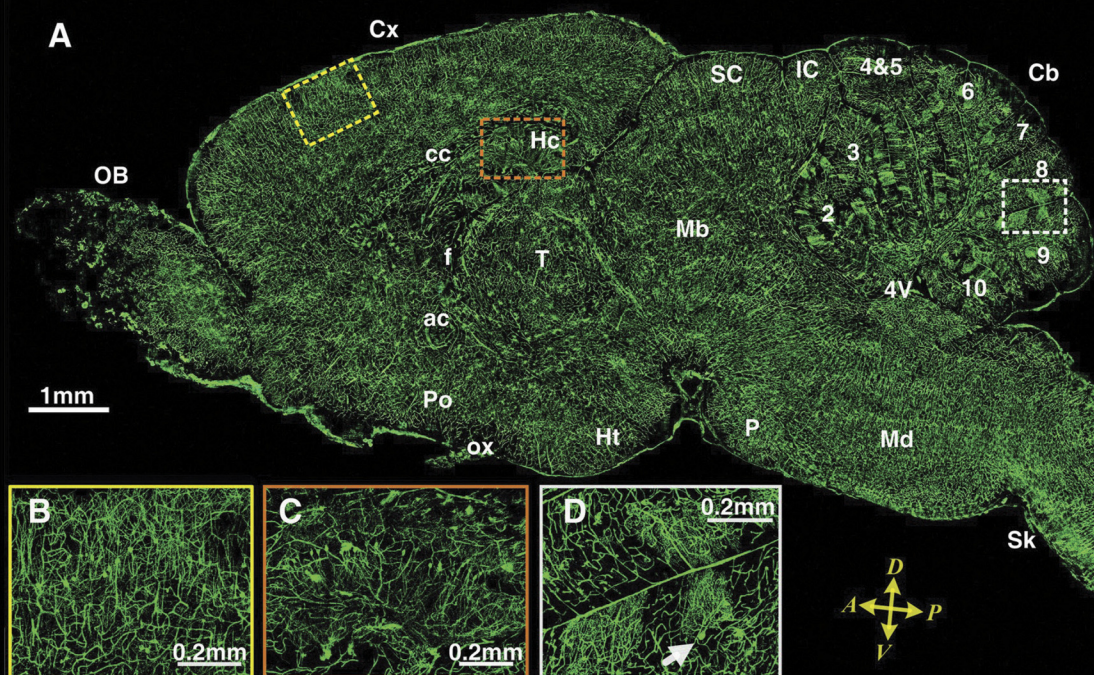 A
Cx
SC
IC
4&5
6
Cb
7
Hc
cc
3
8
OB
2
Mb
f
T
9
4V
10
ac
1mm
Po
ox
Ht
P
Md
B
0.2mm
C
0.2mm
D
0.2mm
Sk
D
A
P
V